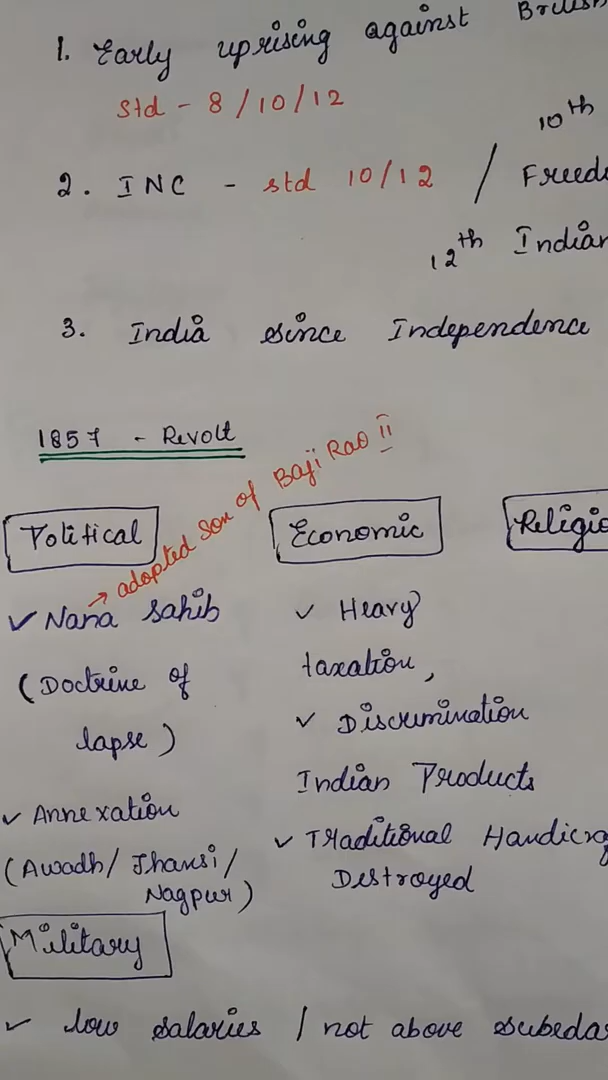 1. Early uprising against British
Std - 8/10/12
2. INC - std 10/12 / 10th Freed
12th Indian
3. India since Independence
1857 - Revolt
Political Economic Religio
→ adopted son of Baji Rao II
✓ Nana Sahib
(Doctrine of
lapse)
✓ Annexation
(Awadh/Jhansi/
Nagpur)
✓ Heavy
taxation,
✓ Discrimination
Indian Products
✓ Traditional Handicra
Destroyed
Military
✓ low salaries / not above subeda